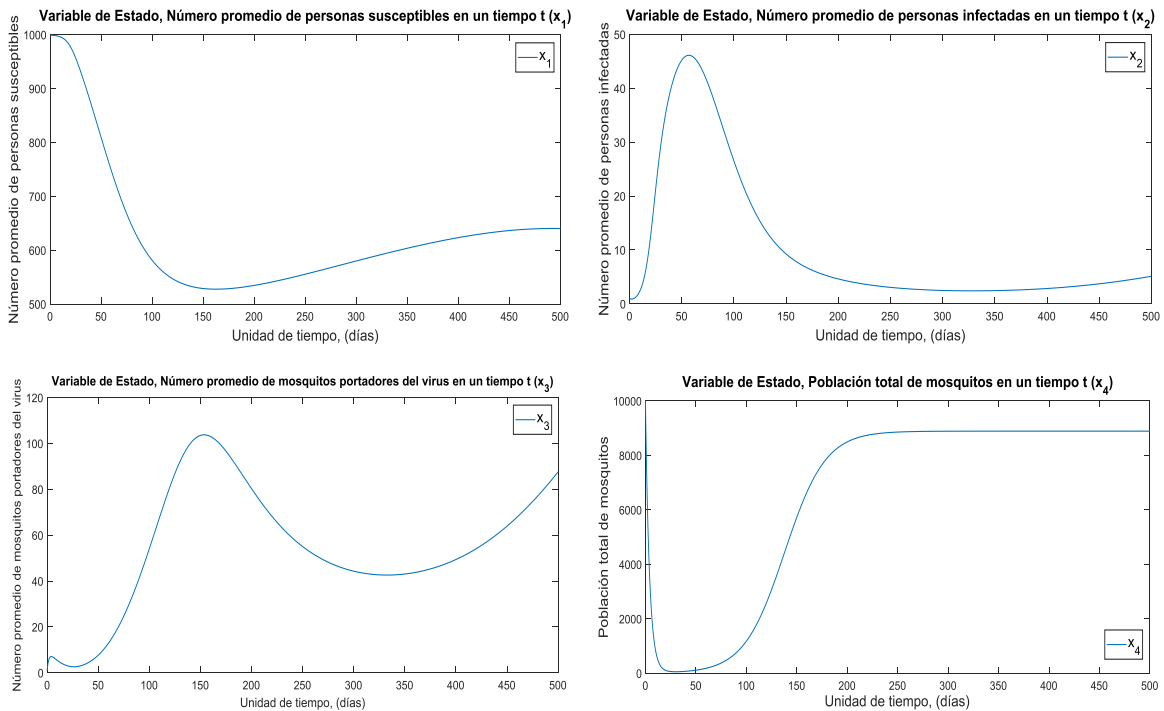 Variable de Estado, Número promedio de personas susceptibles en un tiempo t (x1)
Número promedio de personas susceptibles
1000
900
800
700
600
500
x1
0 50 100 150 200 250 300 350 400 450 500
Unidad de tiempo, (días)
Variable de Estado, Número promedio de personas infectadas en un tiempo t (x2)
Número promedio de personas infectadas
50
40
30
20
10
0
x2
0 50 100 150 200 250 300 350 400 450 500
Unidad de tiempo, (días)
Variable de Estado, Número promedio de mosquitos portadores del virus en un tiempo t (x3)
Número promedio de mosquitos portadores del virus
120
100
80
60
40
20
0
x3
0 50 100 150 200 250 300 350 400 450 500
Unidad de tiempo, (días)
Variable de Estado, Población total de mosquitos en un tiempo t (x4)
Población total de mosquitos
10000
8000
6000
4000
2000
0
x4
0 50 100 150 200 250 300 350 400 450 500
Unidad de tiempo, (días)